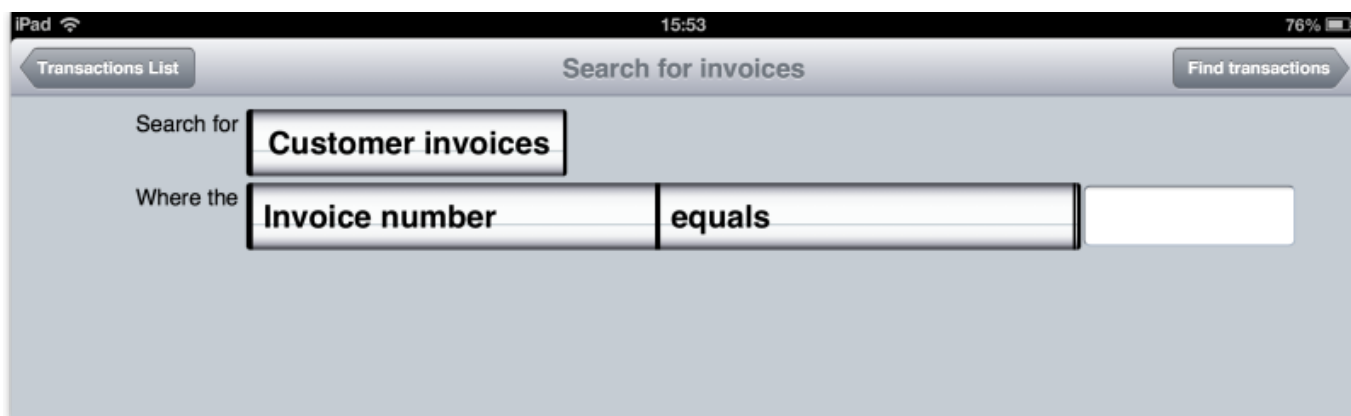 iPad 15:53 76%
Transactions List Search for invoices Find transactions
Search for Customer invoices
Where the Invoice number equals